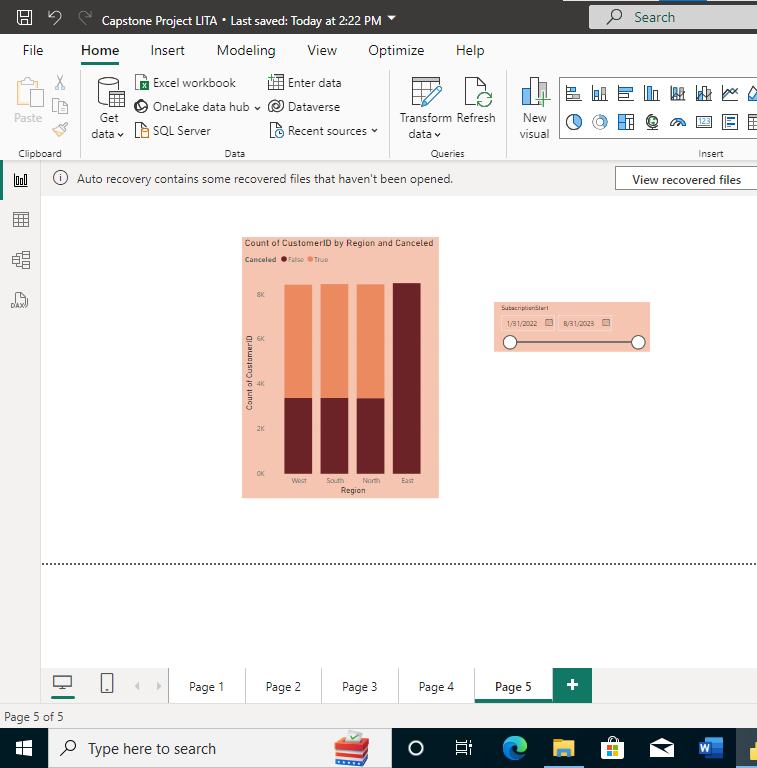 Capstone Project LITA • Last saved: Today at 2:22 PM
Search
File Home Insert Modeling View Optimize Help
Paste
Clipboard
Get data
Excel workbook
OneLake data hub
SQL Server
Enter data
Dataverse
Recent sources
Data
Transform data
Refresh
Queries
New visual
123
Insert
Auto recovery contains some recovered files that haven't been opened.
View recovered files
DAX
Count of CustomerID by Region and Canceled
Canceled False True
Count of CustomerID
8K
6K
4K
2K
0K
West South North East
Region
SubscriptionStart
1/31/2022 8/31/2023
Page 1 Page 2 Page 3 Page 4 Page 5 +
Page 5 of 5
Type here to search